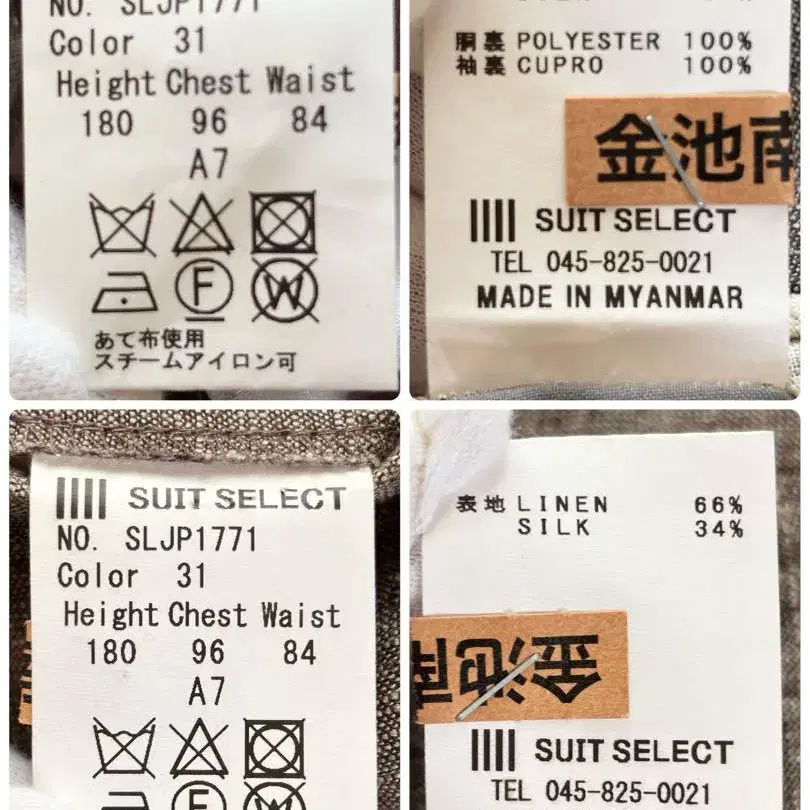 NO. SLJP1771
Color 31
Height Chest Waist
180 96 84
A7
F
W
あて布使用
スチームアイロン可
胴裏 POLYESTER 100%
袖裏 CUPRO 100%
金池南
SUIT SELECT
TEL 045-825-0021
MADE IN MYANMAR
SUIT SELECT
NO. SLJP1771
Color 31
Height Chest Waist
180 96 84
A7
F
W
表地 LINEN 66%
SILK 34%
金池南
SUIT SELECT
TEL 045-825-0021